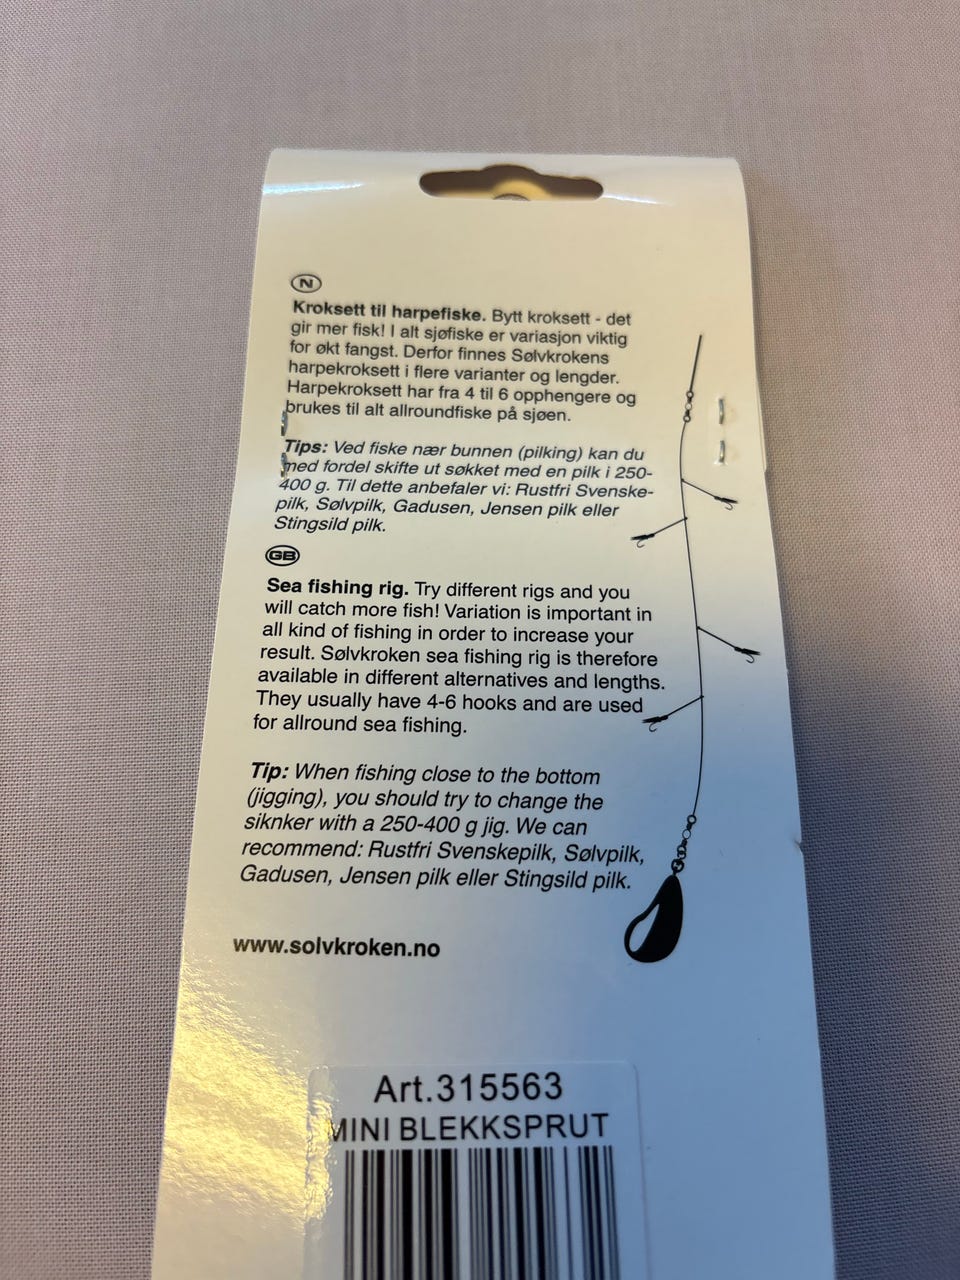 N
Kroksett til harpefiske. Bytt kroksett - det
gir mer fisk! I alt sjøfiske er variasjon viktig
for økt fangst. Derfor finnes Sølvkrokens
harpekroksett i flere varianter og lengder.
Harpekroksett har fra 4 til 6 opphengere og
brukes til alt allroundfiske på sjøen.
Tips: Ved fiske nær bunnen (pilking) kan du
med fordel skifte ut søkket med en pilk i 250-
400 g. Til dette anbefaler vi: Rustfri Svenske-
pilk, Sølvpilk, Gadusen, Jensen pilk eller
Stingsild pilk.
GB
Sea fishing rig. Try different rigs and you
will catch more fish! Variation is important in
all kind of fishing in order to increase your
result. Sølvkroken sea fishing rig is therefore
available in different alternatives and lengths.
They usually have 4-6 hooks and are used
for allround sea fishing.
Tip: When fishing close to the bottom
(jigging), you should try to change the
siknker with a 250-400 g jig. We can
recommend: Rustfri Svenskepilk, Sølvpilk,
Gadusen, Jensen pilk eller Stingsild pilk.
www.solvkroken.no
Art.315563
MINI BLEKKSPRUT